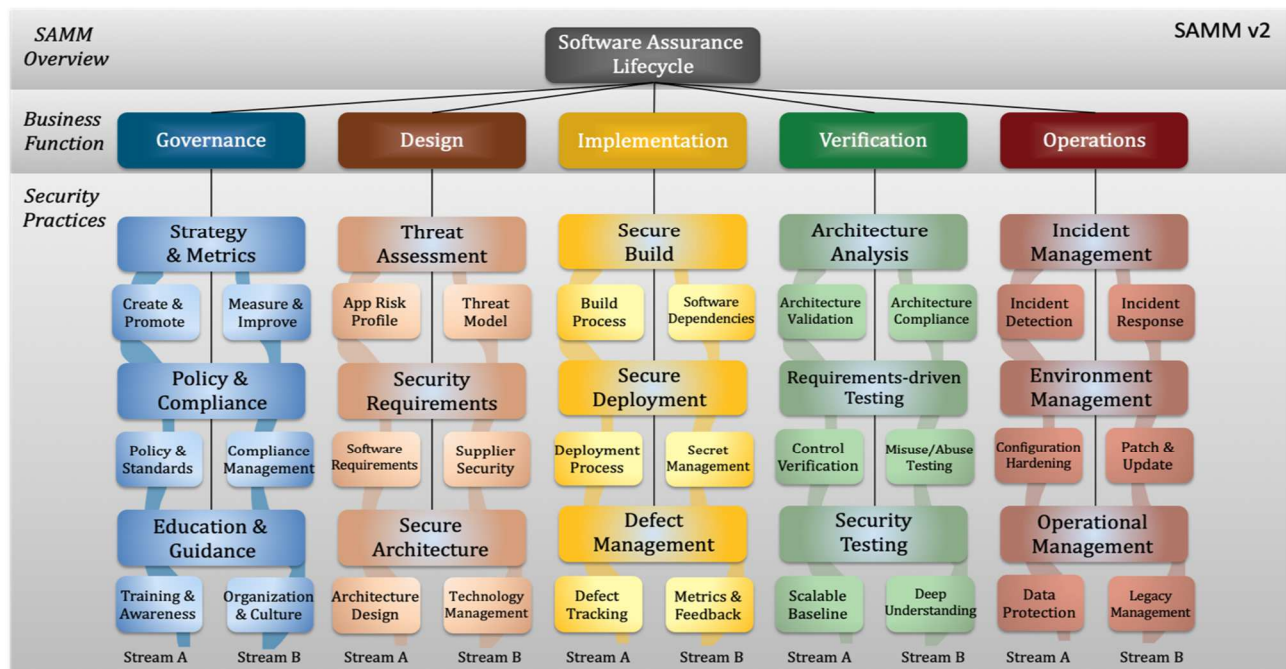 SAMM
Overview
Software Assurance
Lifecycle
SAMM v2
Business
Function
Governance
Design
Implementation
Verification
Operations
Security
Practices
Strategy
& Metrics
Threat
Assessment
Secure
Build
Architecture
Analysis
Incident
Management
Create &
Promote
Measure &
Improve
App Risk
Profile
Threat
Model
Build
Process
Software
Dependencies
Architecture
Validation
Architecture
Compliance
Incident
Detection
Incident
Response
Policy &
Compliance
Security
Requirements
Secure
Deployment
Requirements-driven
Testing
Environment
Management
Policy &
Standards
Compliance
Management
Software
Requirements
Supplier
Security
Deployment
Process
Secret
Management
Control
Verification
Misuse/Abuse
Testing
Configuration
Hardening
Patch &
Update
Education &
Guidance
Secure
Architecture
Defect
Management
Security
Testing
Operational
Management
Training &
Awareness
Organization
& Culture
Architecture
Design
Technology
Management
Defect
Tracking
Metrics &
Feedback
Scalable
Baseline
Deep
Understanding
Data
Protection
Legacy
Management
Stream A
Stream B
Stream A
Stream B
Stream A
Stream B
Stream A
Stream B
Stream A
Stream B